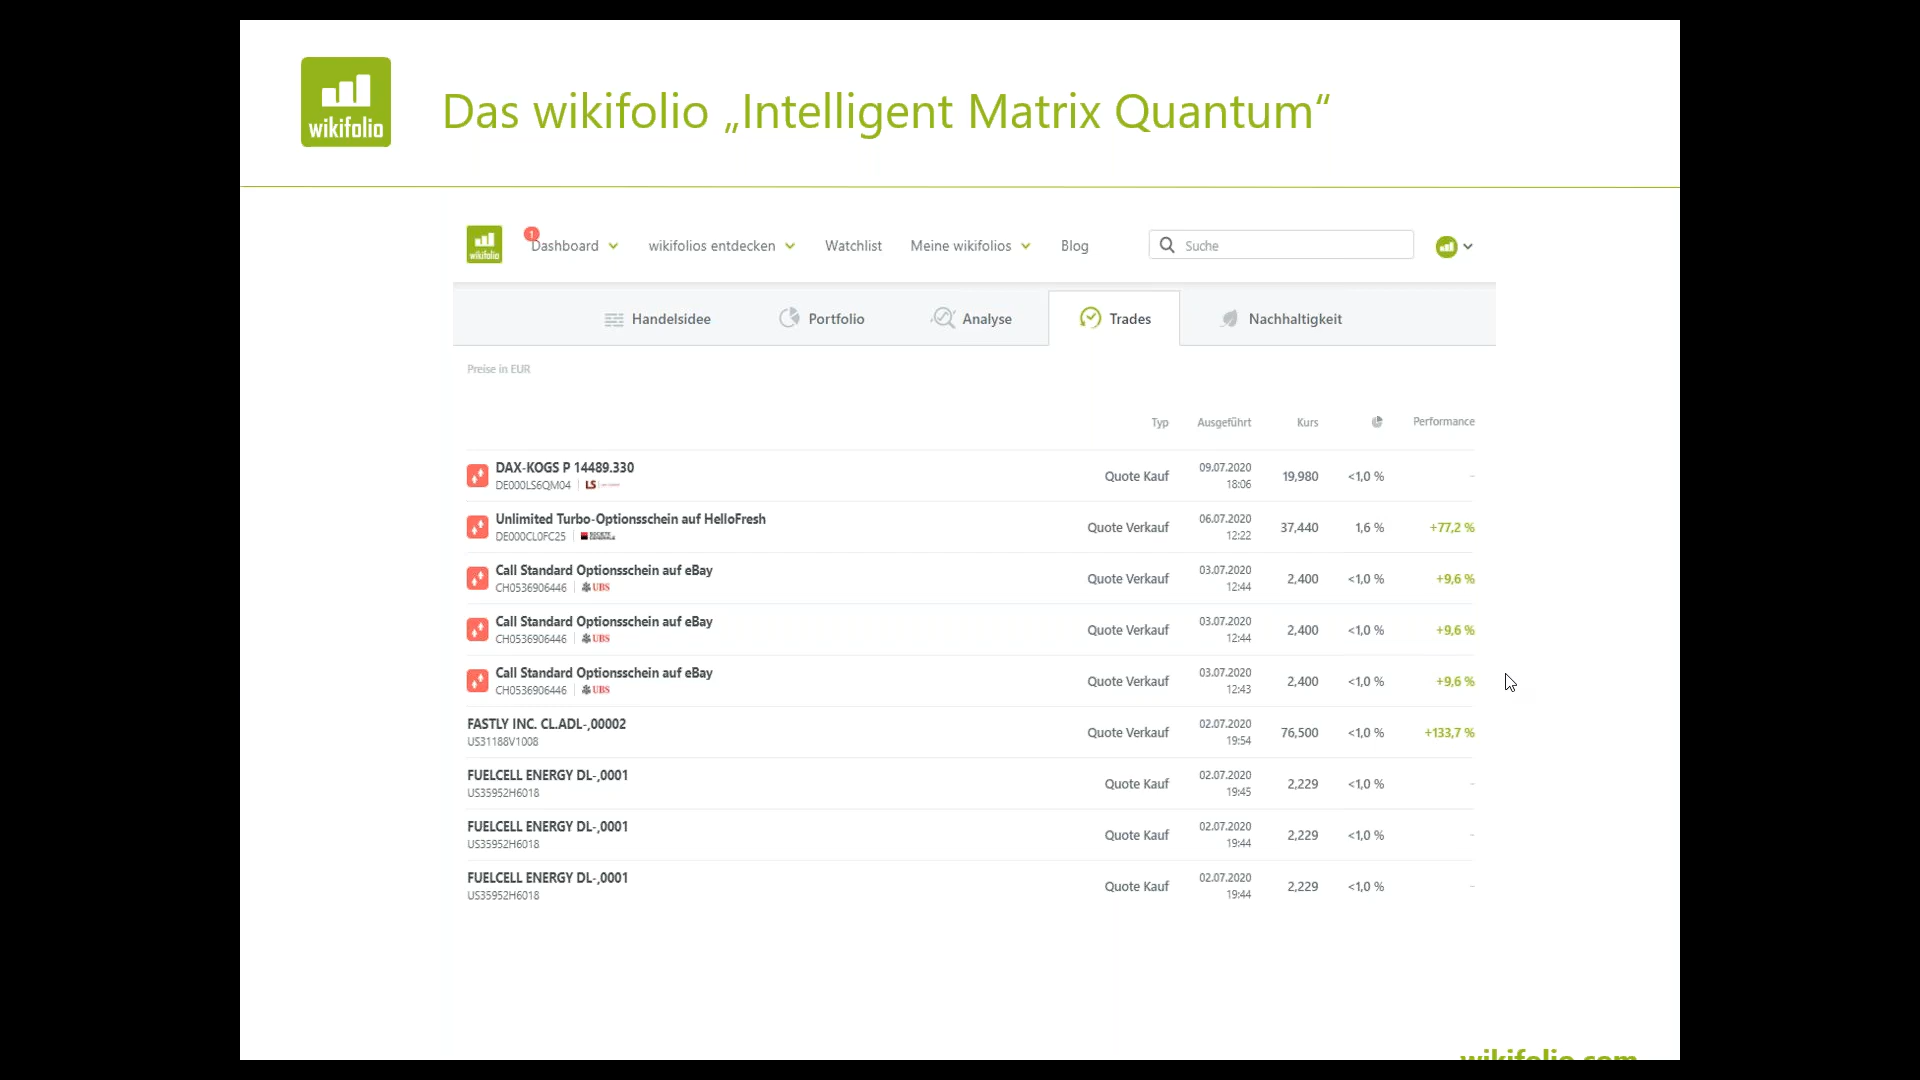 wikifolio
Das wikifolio „Intelligent Matrix Quantum“
wikifolio
1
Dashboard
wikifolios entdecken
Watchlist
Meine wikifolios
Blog
Suche
Handelsidee
Portfolio
Analyse
Trades
Nachhaltigkeit
Preise in EUR
Typ Ausgeführt Kurs Performance
DAX-KOGS P 14489.330
DE000LS6QM04 LS
Quote Kauf 09.07.2020 18:06 19,980 <1,0 % -
Unlimited Turbo-Optionsschein auf HelloFresh
DE000CL0FC25 SOCIETE GENERALE
Quote Verkauf 06.07.2020 12:22 37,440 1,6 % +77,2 %
Call Standard Optionsschein auf eBay
CH0536906446 UBS
Quote Verkauf 03.07.2020 12:44 2,400 <1,0 % +9,6 %
Call Standard Optionsschein auf eBay
CH0536906446 UBS
Quote Verkauf 03.07.2020 12:44 2,400 <1,0 % +9,6 %
Call Standard Optionsschein auf eBay
CH0536906446 UBS
Quote Verkauf 03.07.2020 12:43 2,400 <1,0 % +9,6 %
FASTLY INC. CL.ADL-,00002
US31188V1008
Quote Verkauf 02.07.2020 19:54 76,500 <1,0 % +133,7 %
FUELCELL ENERGY DL-,0001
US35952H6018
Quote Kauf 02.07.2020 19:45 2,229 <1,0 % -
FUELCELL ENERGY DL-,0001
US35952H6018
Quote Kauf 02.07.2020 19:44 2,229 <1,0 % -
FUELCELL ENERGY DL-,0001
US35952H6018
Quote Kauf 02.07.2020 19:44 2,229 <1,0 % -
wikifolio.com